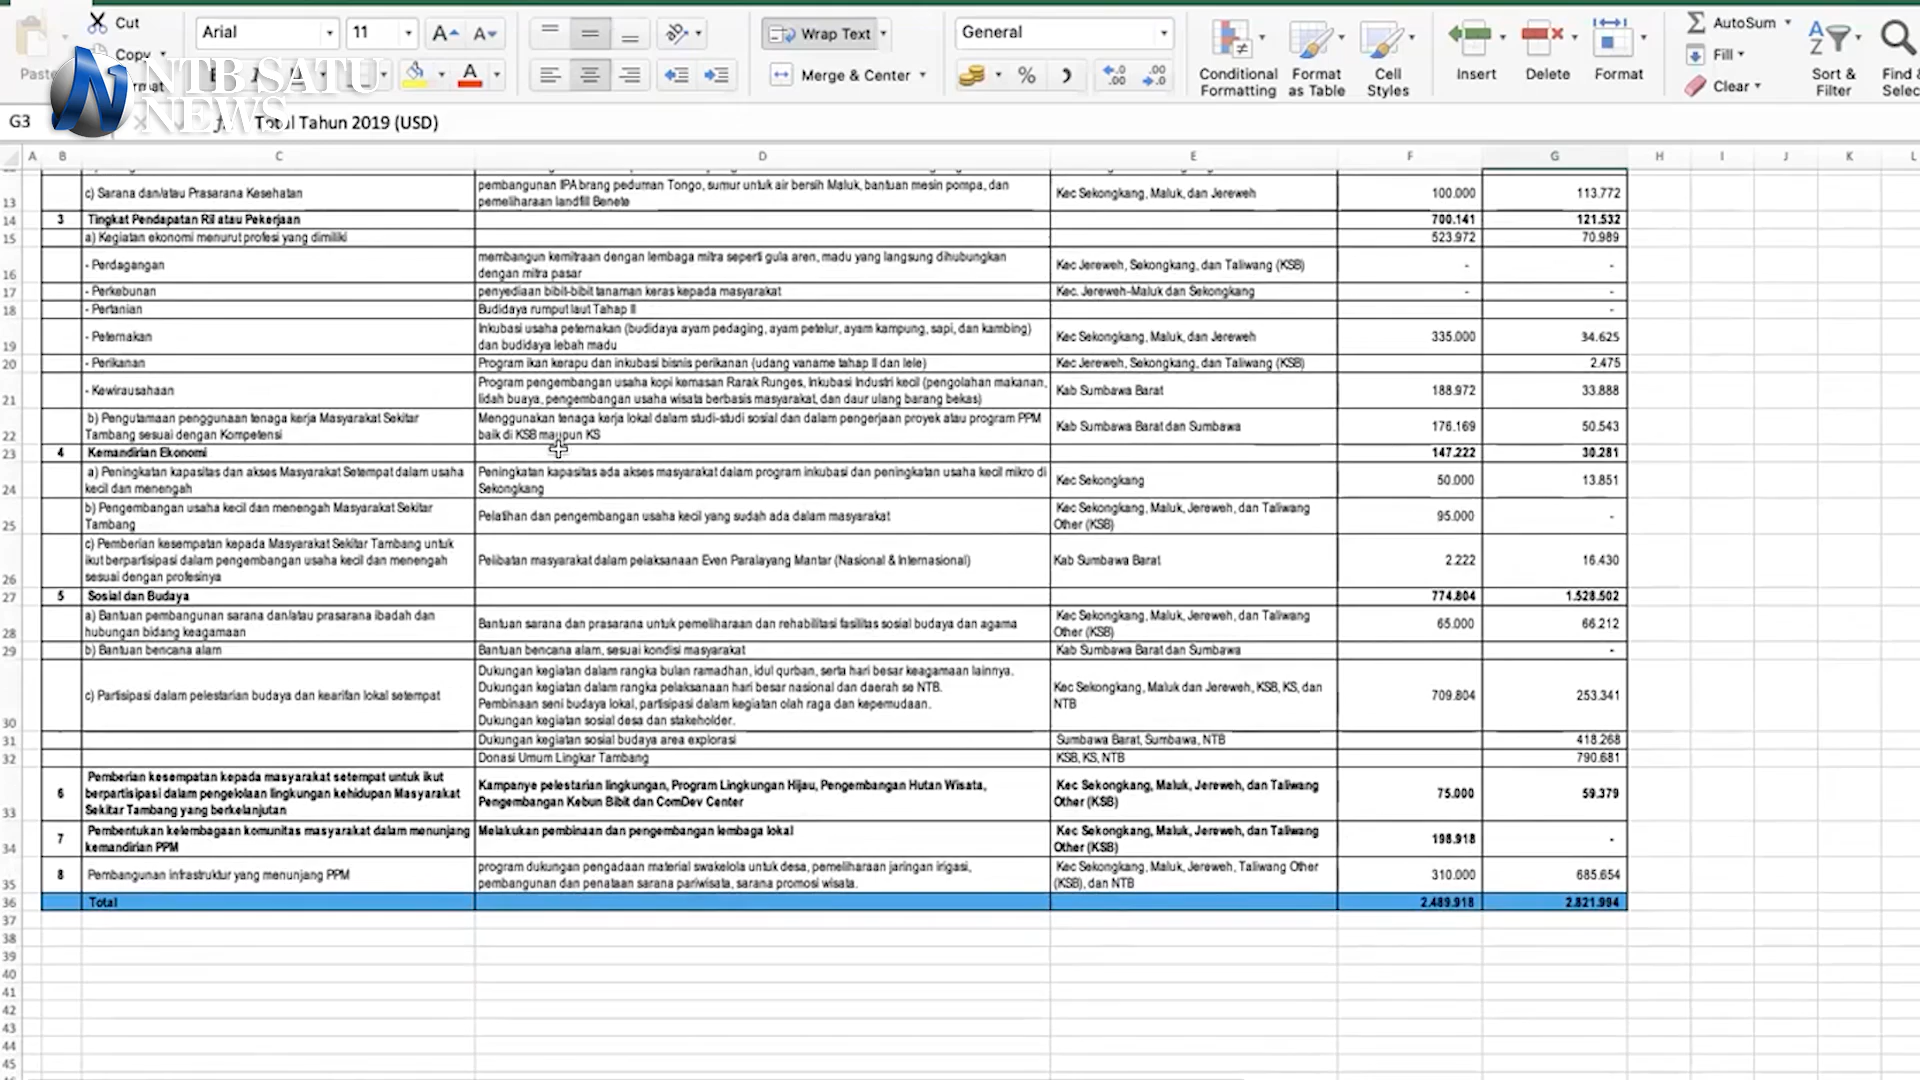 Cut
Arial
11
Wrap Text
General
AutoSum
Copy
Fill
Paste
Merge & Center
%
Conditional Formatting
Format as Table
Cell Styles
Insert
Delete
Format
Clear
Sort & Filter
Find &
NTB SATU
NEWS
G3
Total Tahun 2019 (USD)
A B C D E F G H I J K L
13 c) Sarana dan/atau Prasarana Kesehatan
pembangunan IPA brang peduman Tongo, sumur untuk air bersih Maluk, bantuan mesin pompa, dan
pemeliharaan landfill Benete
Kec Sekongkang, Maluk, dan Jereweh 100.000 113.772
14 3 Tingkat Pendapatan Riil atau Pekerjaan 700.141 121.532
15 a) Kegiatan ekonomi menurut profesi yang dimiliki 523.972 70.989
16 - Perdagangan
membangun kemitraan dengan lembaga mitra seperti gula aren, madu yang langsung dihubungkan
dengan mitra pasar
Kec Jereweh, Sekongkang, dan Taliwang (KSB) - -
17 - Perkebunan penyediaan bibit-bibit tanaman keras kepada masyarakat Kec. Jereweh-Maluk dan Sekongkang - -
18 - Pertanian Budidaya rumput laut Tahap II -
19 - Peternakan
Inkubasi usaha peternakan (budidaya ayam pedaging, ayam petelur, ayam kampung, sapi, dan kambing)
dan budidaya lebah madu
Kec Sekongkang, Maluk, dan Jereweh 335.000 34.625
20 - Perikanan Program ikan kerapu dan inkubasi bisnis perikanan (udang vaname tahap II dan lele) Kec Jereweh, Sekongkang, dan Taliwang (KSB) 2.475
21 - Kewirausahaan
Program pengembangan usaha kopi kemasan Rarak Runges, Inkubasi Industri kecil (pengolahan makanan,
lidah buaya, pengembangan usaha wisata berbasis masyarakat, dan daur ulang barang bekas)
Kab Sumbawa Barat 188.972 33.888
22 b) Pengutamaan penggunaan tenaga kerja Masyarakat Sekitar
Tambang sesuai dengan Kompetensi
Menggunakan tenaga kerja lokal dalam studi-studi sosial dan dalam pengerjaan proyek atau program PPM
baik di KSB maupun KS
Kab Sumbawa Barat dan Sumbawa 176.169 50.543
23 4 Kemandirian Ekonomi 147.222 30.281
24 a) Peningkatan kapasitas dan akses Masyarakat Setempat dalam usaha
kecil dan menengah
Peningkatan kapasitas ada akses masyarakat dalam program inkubasi dan peningkatan usaha kecil mikro di
Sekongkang
Kec Sekongkang 50.000 13.851
25 b) Pengembangan usaha kecil dan menengah Masyarakat Sekitar
Tambang
Pelatihan dan pengembangan usaha kecil yang sudah ada dalam masyarakat
Kec Sekongkang, Maluk, Jereweh, dan Taliwang
Other (KSB)
95.000 -
26 c) Pemberian kesempatan kepada Masyarakat Sekitar Tambang untuk
ikut berpartisipasi dalam pengembangan usaha kecil dan menengah
sesuai dengan profesinya
Pelibatan masyarakat dalam pelaksanaan Even Paralayang Mantar (Nasional & Internasional)
Kab Sumbawa Barat 2.222 16.430
27 5 Sosial dan Budaya 774.804 1.528.502
28 a) Bantuan pembangunan sarana dan/atau prasarana ibadah dan
hubungan bidang keagamaan
Bantuan sarana dan prasarana untuk pemeliharaan dan rehabilitasi fasilitas sosial budaya dan agama
Kec Sekongkang, Maluk, Jereweh, dan Taliwang
Other (KSB)
65.000 66.212
29 b) Bantuan bencana alam Bantuan bencana alam, sesuai kondisi masyarakat Kab Sumbawa Barat dan Sumbawa -
30 c) Partisipasi dalam pelestarian budaya dan kearifan lokal setempat
Dukungan kegiatan dalam rangka bulan ramadhan, idul qurban, serta hari besar keagamaan lainnya.
Dukungan kegiatan dalam rangka pelaksanaan hari besar nasional dan daerah se NTB.
Pembinaan seni budaya lokal, partisipasi dalam kegiatan olah raga dan kepemudaan.
Dukungan kegiatan sosial desa dan stakeholder.
Kec Sekongkang, Maluk dan Jereweh, KSB, KS, dan
NTB
709.804 253.341
31 Dukungan kegiatan sosial budaya area explorasi Sumbawa Barat, Sumbawa, NTB 418.268
32 Donasi Umum Lingkar Tambang KSB, KS, NTB 790.681
33 6 Pemberian kesempatan kepada masyarakat setempat untuk ikut
berpartisipasi dalam pengelolaan lingkungan kehidupan Masyarakat
Sekitar Tambang yang berkelanjutan
Kampanye pelestarian lingkungan, Program Lingkungan Hijau, Pengembangan Hutan Wisata,
Pengembangan Kebun Bibit dan ComDev Center
Kec Sekongkang, Maluk, Jereweh, dan Taliwang
Other (KSB)
75.000 59.379
34 7 Pembentukan kelembagaan komunitas masyarakat dalam menunjang
kemandirian PPM
Melakukan pembinaan dan pengembangan lembaga lokal
Kec Sekongkang, Maluk, Jereweh, dan Taliwang
Other (KSB)
198.918 -
35 8 Pembangunan infrastruktur yang menunjang PPM
program dukungan pengadaan material swakelola untuk desa, pemeliharaan jaringan irigasi,
pembangunan dan penataan sarana pariwisata, sarana promosi wisata.
Kec Sekongkang, Maluk, Jereweh, Taliwang Other
(KSB), dan NTB
310.000 685.654
36 Total 2.489.918 2.821.994
37
38
39
40
41
42
43
44
45